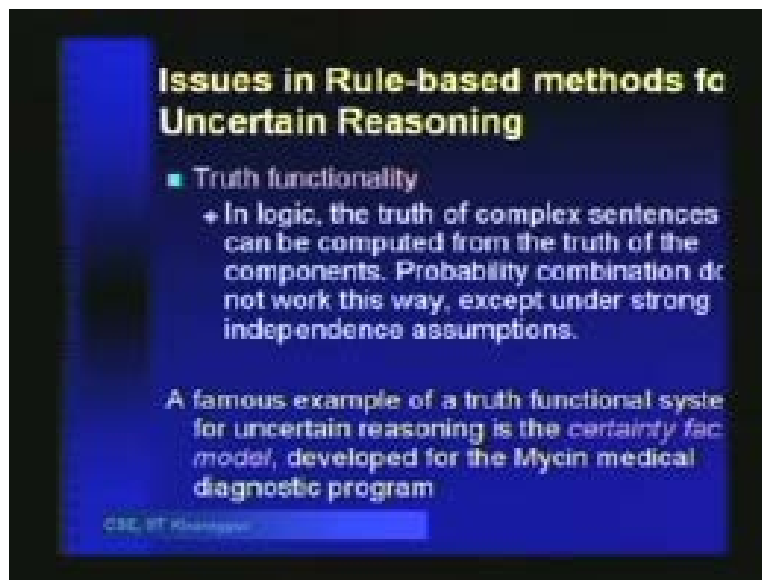 Issues in Rule-based methods fo
Uncertain Reasoning
Truth functionality
In logic, the truth of complex sentences
can be computed from the truth of the
components. Probability combination do
not work this way, except under strong
independence assumptions.
A famous example of a truth functional syste
for uncertain reasoning is the certainty fac
model, developed for the Mycin medical
diagnostic program
CSE, IIT Kharagpur